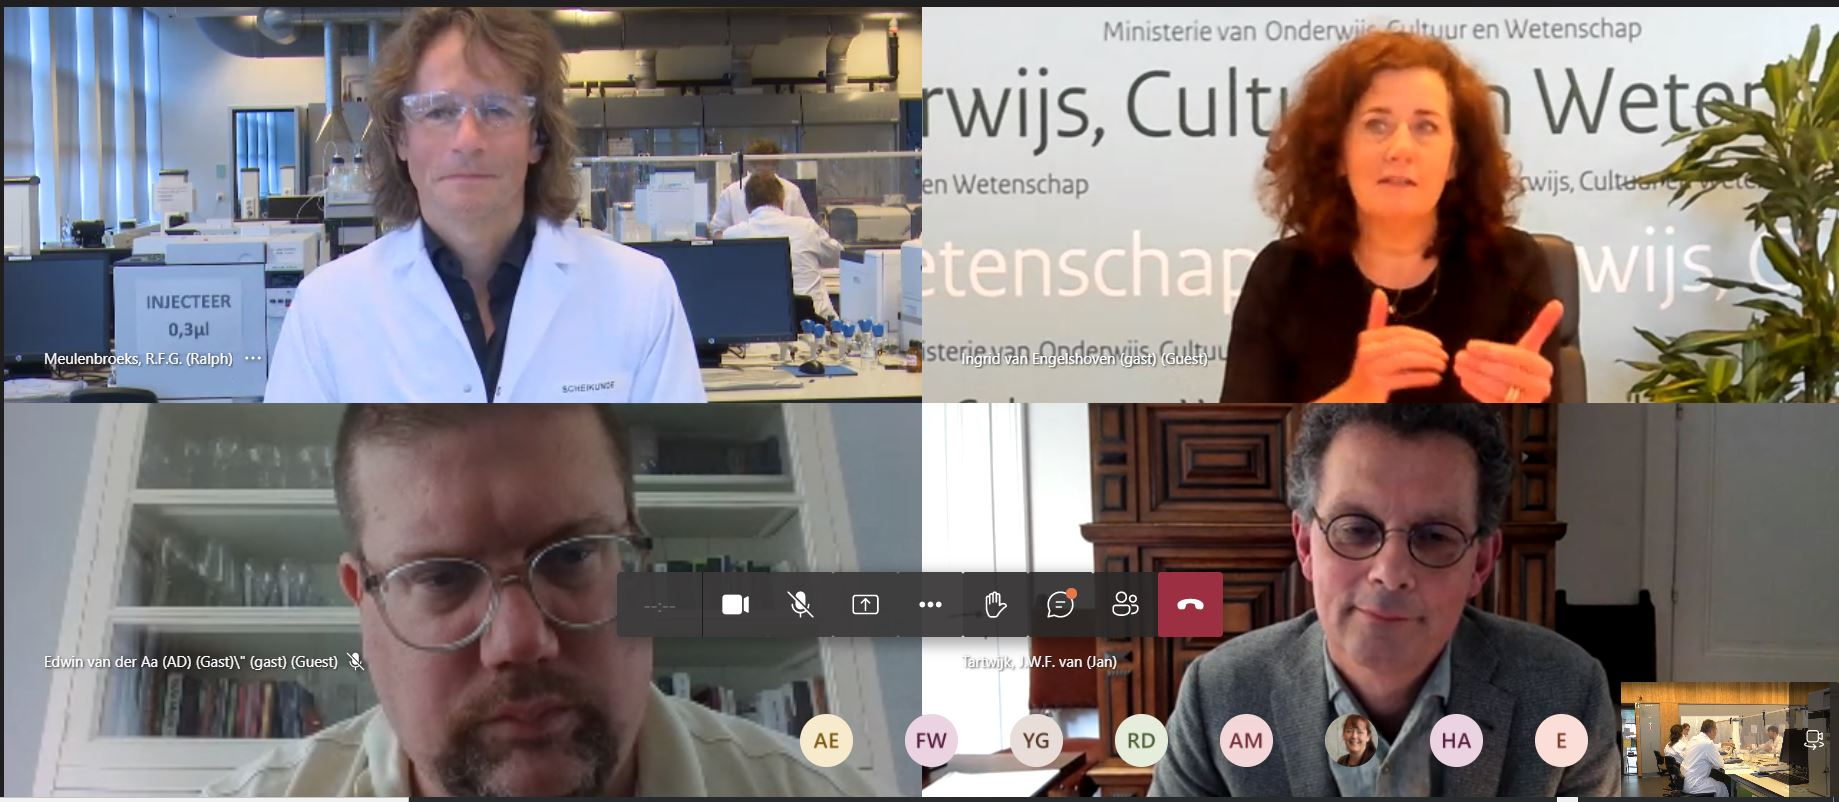 Ministerie van Onderwijs, Cultuur en Wetenschap
rwijs, Cultu n Weten
en Wetenschap
rwijs, Cultuur en Wete
etenschap
wijs, C
INJECTEER
0,3µl
Meulenbroeks, R.F.G. (Ralph) ···
SCHEIKUNDE
isterie van Onderwijs, Cultuu
Ingrid van Engelshoven (gast) (Guest)
--:--
Edwin van der Aa (AD) (Gast)\" (gast) (Guest)
Tartwijk, J.W.F. van (Jan)
AE
FW
YG
RD
AM
HA
E